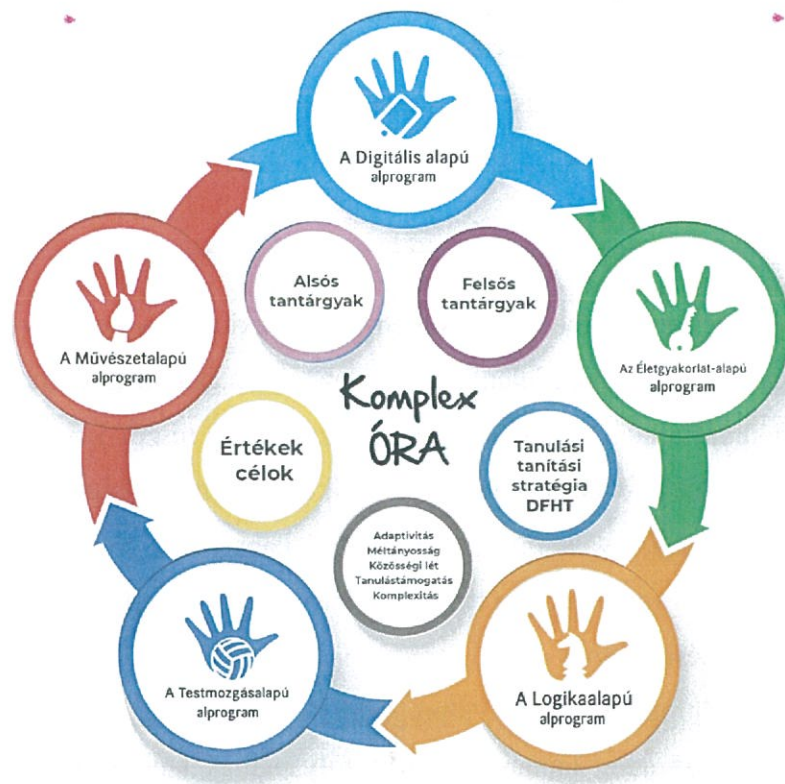 A Digitális alapú
alprogram
Alsós
tantárgyak
Felsős
tantárgyak
A Művészetalapú
alprogram
Az Életgyakorlat-alapú
alprogram
Komplex
ÓRA
Értékek
célok
Tanulási
tanítási
stratégia
DFHT
Adaptivitás
Méltányosság
Közösségi lét
Tanulástámogatás
Komplexitás
A Testmozgásalapú
alprogram
A Logikaalapú
alprogram